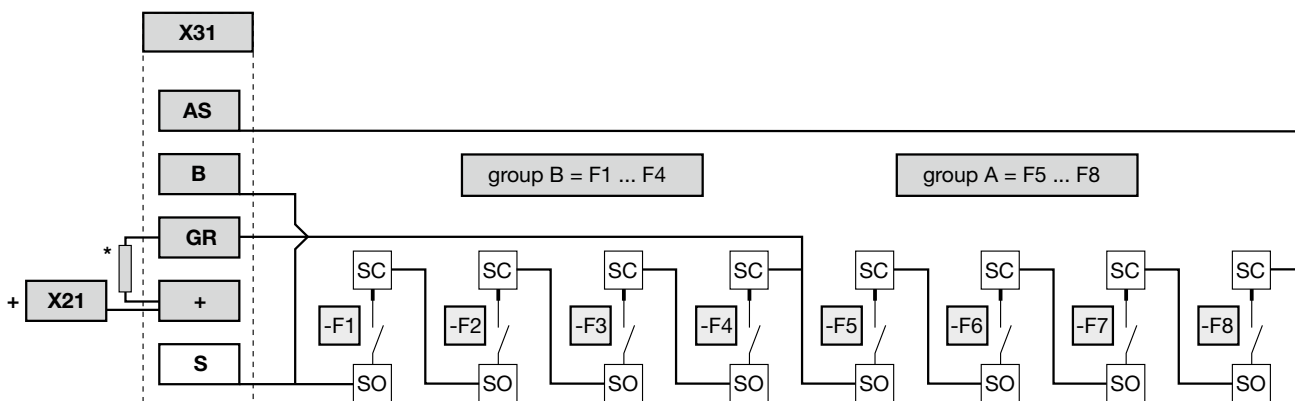 X31
AS
B
group B = F1 ... F4
group A = F5 ... F8
GR
*
SC SC SC SC SC SC SC SC
+ X21 +
-F1 -F2 -F3 -F4 -F5 -F6 -F7 -F8
S
SO SO SO SO SO SO SO SO